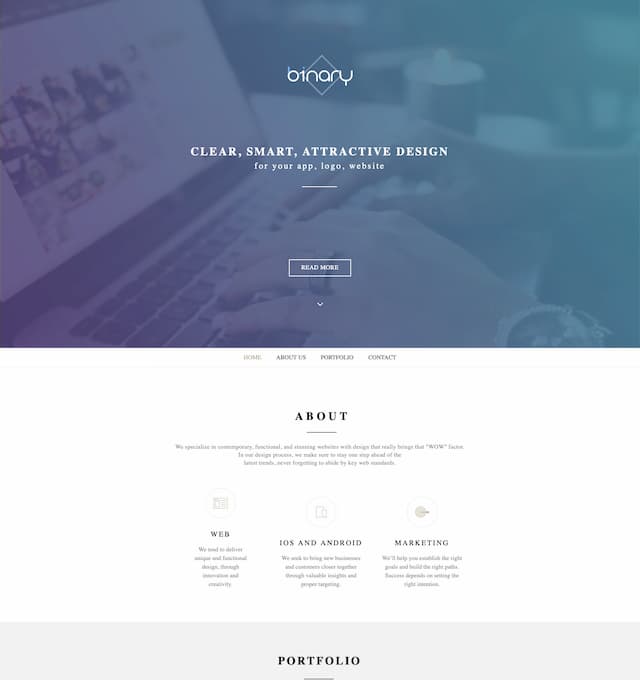 binary
CLEAR, SMART, ATTRACTIVE DESIGN
for your app, logo, website
READ MORE
HOME ABOUT US PORTFOLIO CONTACT
ABOUT
We specialize in contemporary, functional, and stunning websites with design that really brings that "WOW" factor.
In our design process, we make sure to stay one step ahead of the
latest trends, never forgetting to abide by key web standards.
WEB
We tend to deliver
unique and functional
design, through
innovation and
creativity.
IOS AND ANDROID
We seek to bring new businesses
and customers closer together
through valuable insights and
proper targeting.
MARKETING
We'll help you establish the right
goals and build the right paths.
Success depends on setting the
right intention.
PORTFOLIO